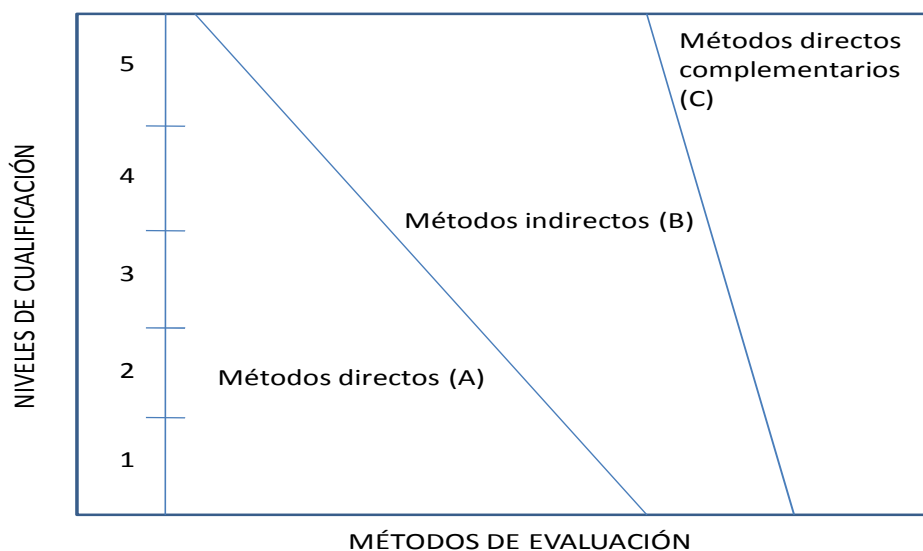 NIVELES DE CUALIFICACIÓN
5
4
3
2
1
Métodos directos
complementarios
(C)
Métodos indirectos (B)
Métodos directos (A)
MÉTODOS DE EVALUACIÓN